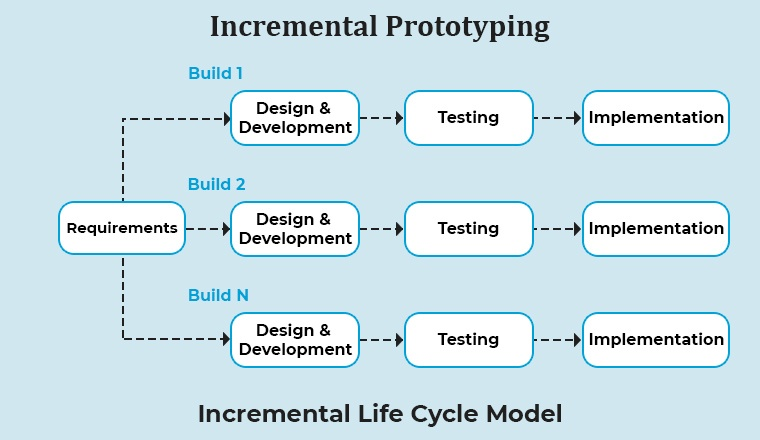 Incremental Prototyping
Build 1
Design &
Development
Testing
Implementation
Build 2
Requirements
Design &
Development
Testing
Implementation
Build N
Design &
Development
Testing
Implementation
Incremental Life Cycle Model